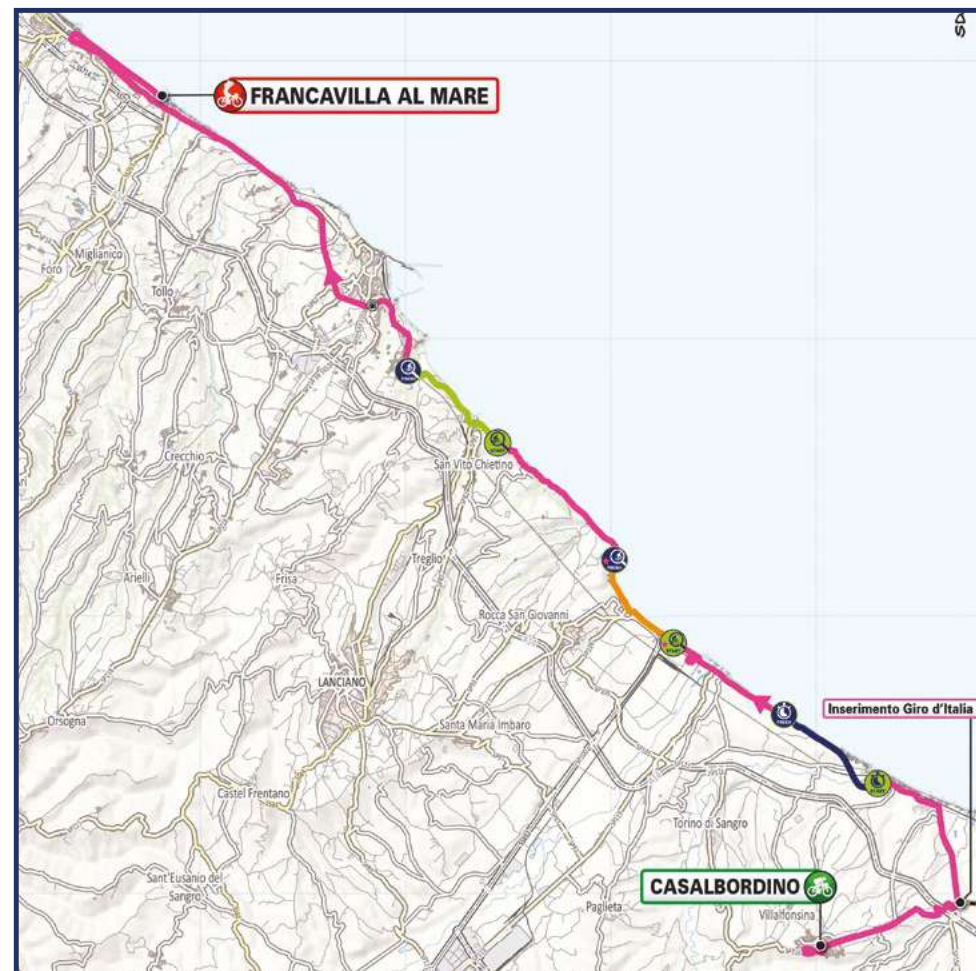 SD
FRANCAVILLA AL MARE
Foro
Miglianico
Tollo
Crecchio
San Vito Chietino
Arielli
Frisa
Treglio
Rocca San Giovanni
LANCIANO
Orsogna
Santa Maria Imbaro
Inserimento Giro d'Italia
Castel Frentano
Torino di Sangro
Sant'Eusanio del
Sangro
Paglieta
CASALBORDINO
Villalfonsina